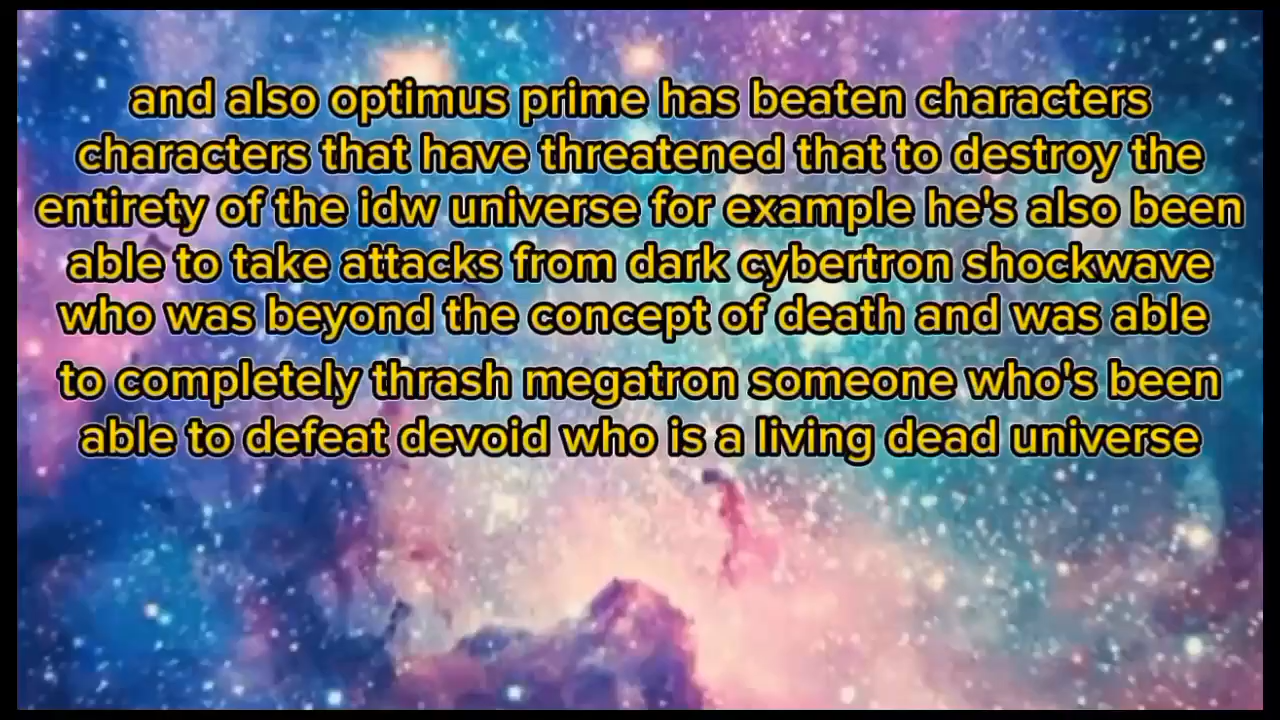 and also optimus prime has beaten characters
characters that have threatened that to destroy the
entirety of the idw universe for example he's also been
able to take attacks from dark cybertron shockwave
who was beyond the concept of death and was able
to completely thrash megatron someone who's been
able to defeat devoid who is a living dead universe